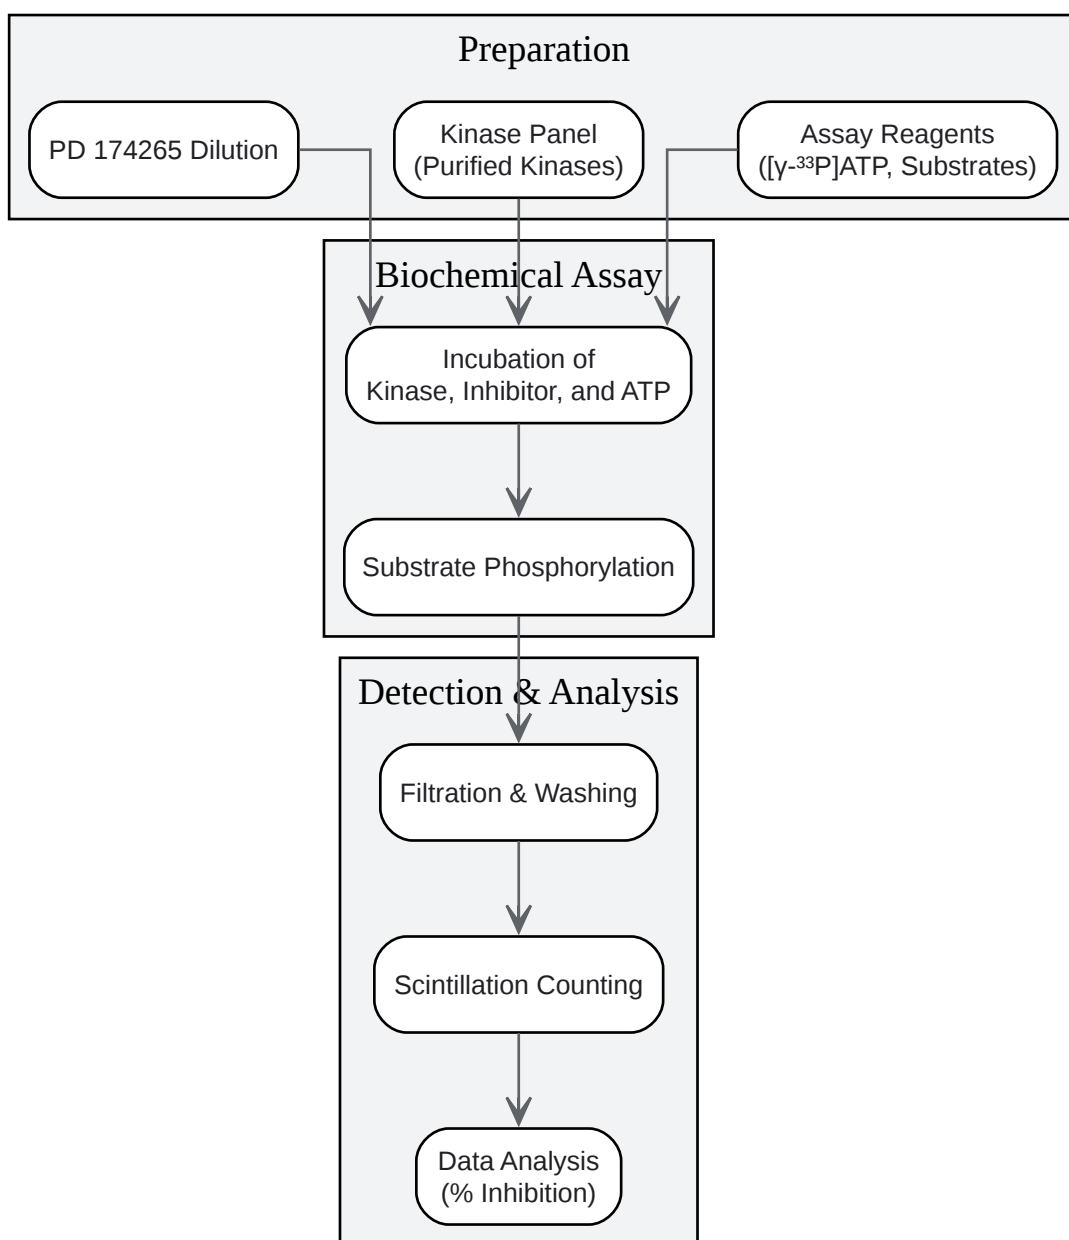 Preparation
PD 174265 Dilution
Kinase Panel
(Purified Kinases)
Assay Reagents
([γ-³³P]ATP, Substrates)
Biochemical Assay
Incubation of
Kinase, Inhibitor, and ATP
Substrate Phosphorylation
Detection & Analysis
Filtration & Washing
Scintillation Counting
Data Analysis
(% Inhibition)